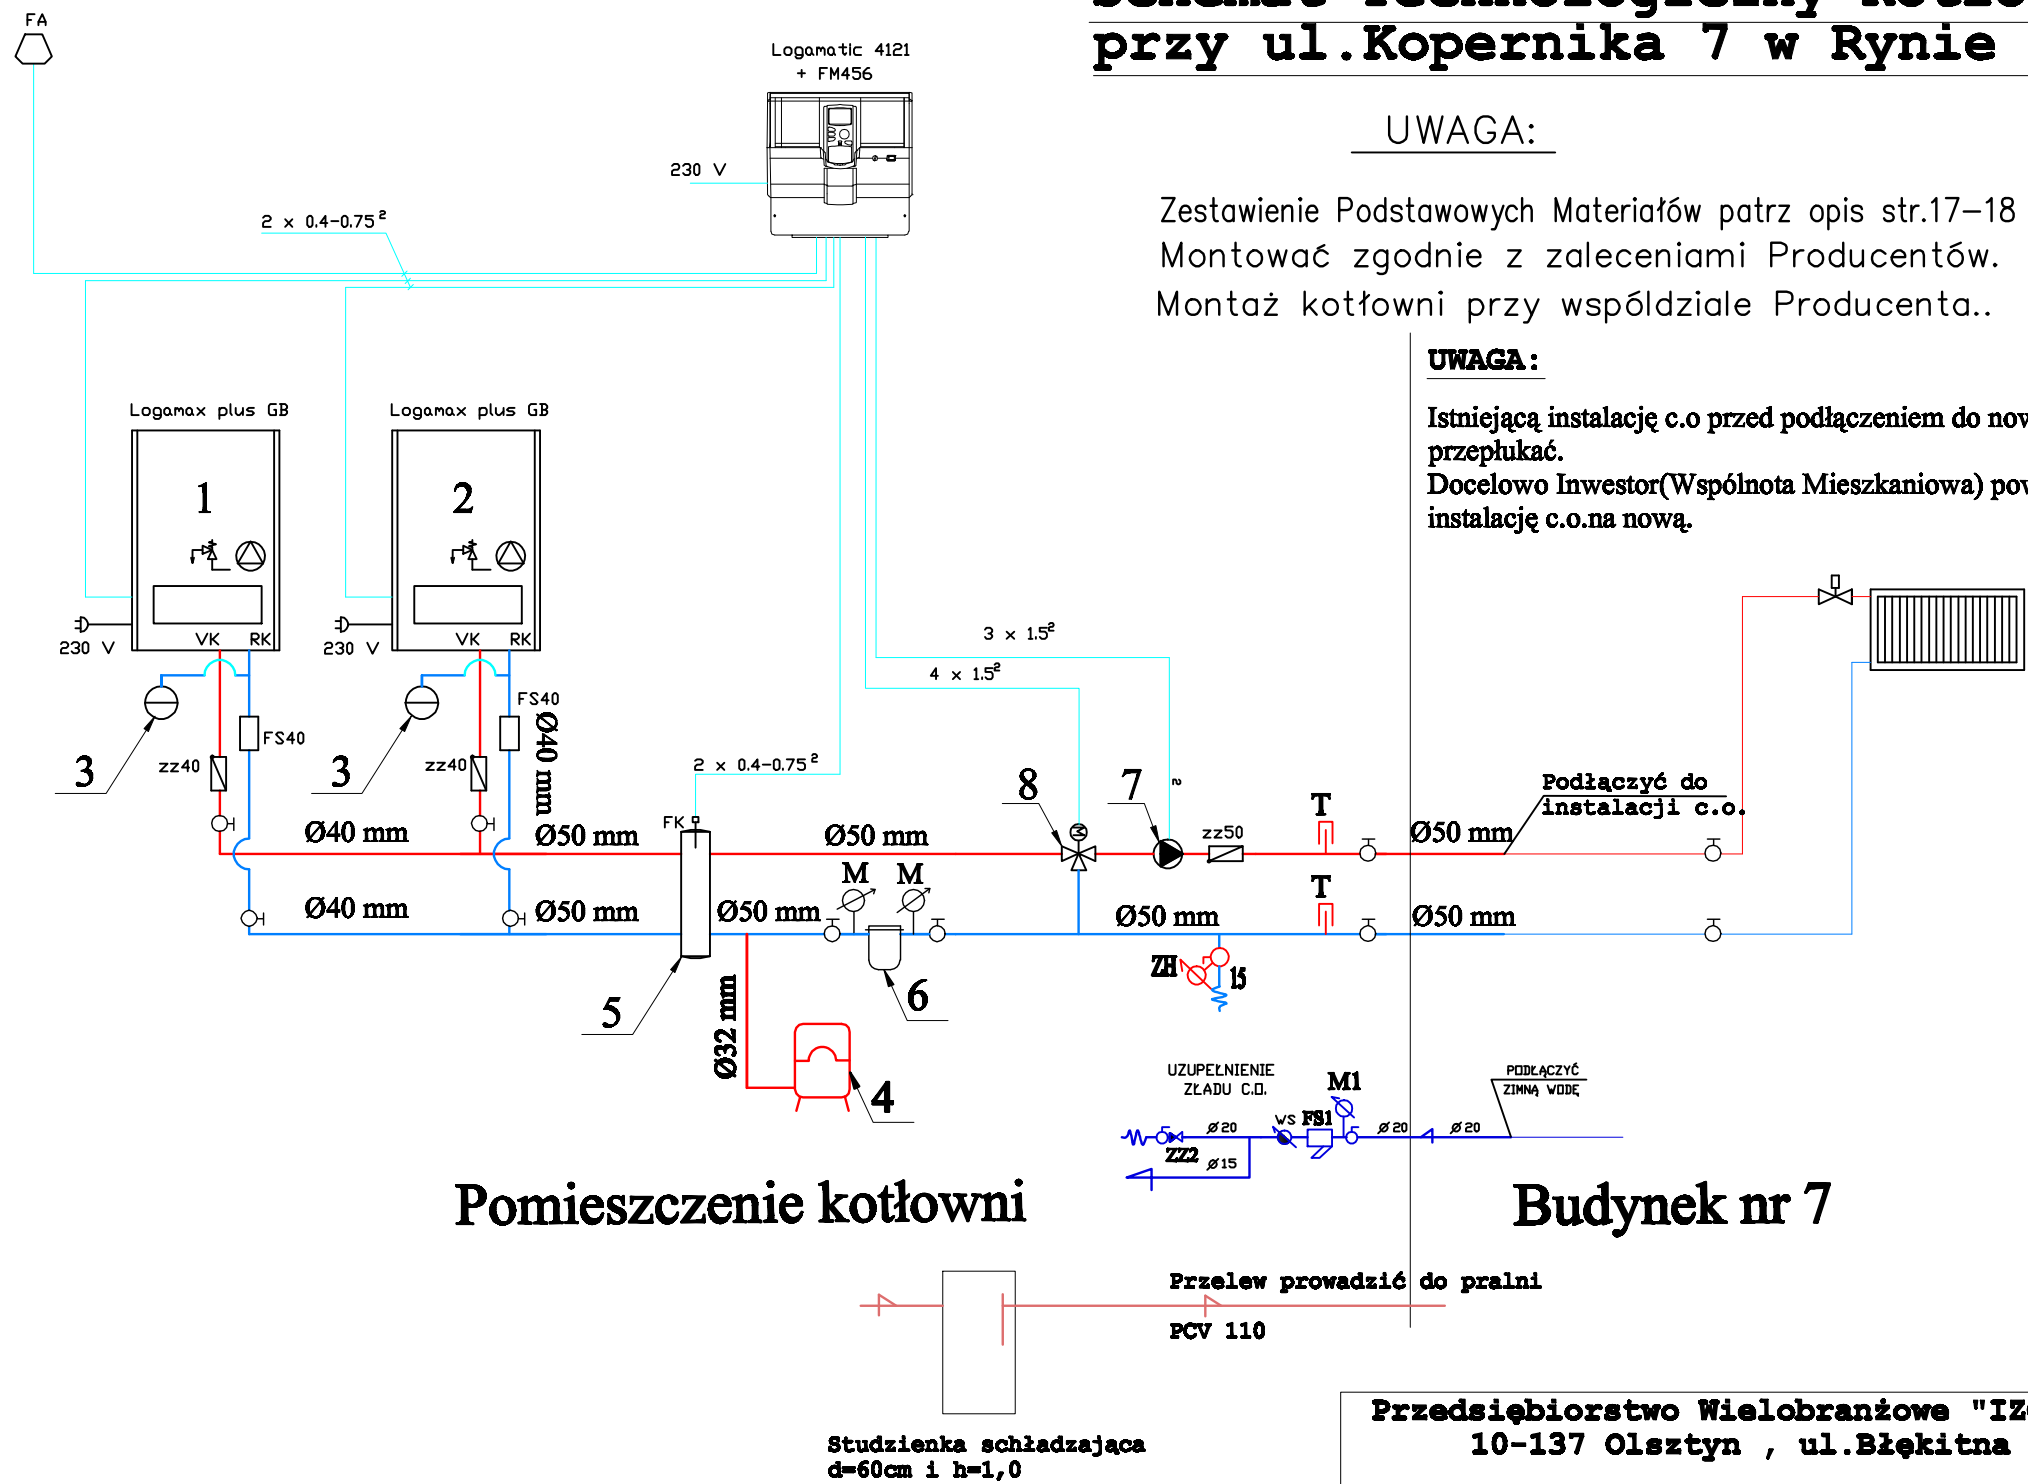 przy ul.Kopernika 7 w Rynie
FA
Logamatic 4121
+ FM456
230 V
2 x 0.4-0.75²
UWAGA:
Zestawienie Podstawowych Materiałów patrz opis str.17-18
Montować zgodnie z zaleceniami Producentów.
Montaż kotłowni przy wspóldziale Producenta..
UWAGA:
Istniejącą instalację c.o przed podłączeniem do now
przepłukać.
Docelowo Inwestor(Wspólnota Mieszkaniowa) pow
instalację c.o.na nową.
Logamax plus GB
Logamax plus GB
1
2
VK RK
VK RK
230 V
230 V
3 x 1.5²
4 x 1.5²
FS40
FS40
Ø40 mm
zz40
zz40
3
3
2 x 0.4-0.75²
8
7
~
Podłączyć do
instalacji c.o.
FK
M
zz50
T
Ø40 mm
Ø50 mm
Ø50 mm
Ø50 mm
M
M
T
Ø40 mm
Ø50 mm
Ø50 mm
Ø50 mm
Ø50 mm
ZH
15
5
6
Ø32 mm
4
UZUPEŁNIENIE
ZŁADU C.O.
M1
PODŁĄCZYĆ
ZIMNĄ WODĘ
WS FS1
Ø20
Ø20
Ø20
ZZ2
Ø15
Pomieszczenie kotłowni
Budynek nr 7
Przelew prowadzić do pralni
PCV 110
Studzienka schładzająca
d=60cm i h=1,0
Przedsiębiorstwo Wielobranżowe "IZ
10-137 Olsztyn , ul.Błękitna